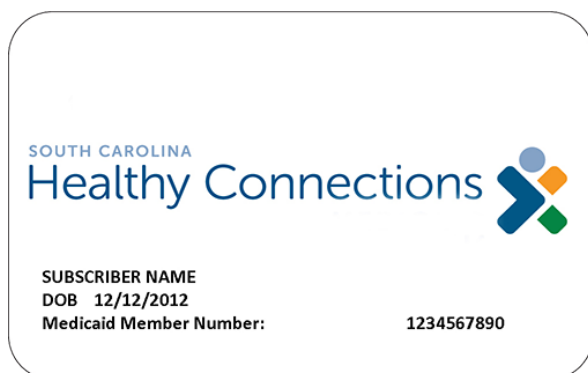 SOUTH CAROLINA
Healthy Connections
SUBSCRIBER NAME
DOB 12/12/2012
Medicaid Member Number: 1234567890